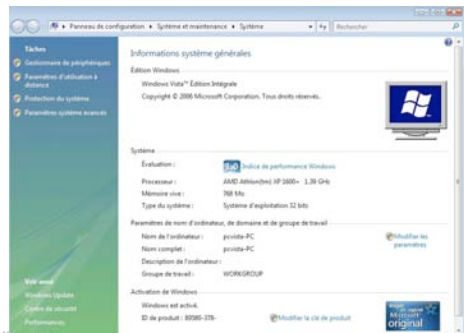 Panneau de configuration ▸ Système et maintenance ▸ Système
Rechercher
Tâches
Gestionnaire de périphériques
Paramètres d'utilisation à distance
Protection du système
Paramètres système avancés
Voir aussi
Windows Update
Centre de sécurité
Performances
Informations système générales
Édition Windows
Windows Vista™ Édition Intégrale
Copyright © 2006 Microsoft Corporation. Tous droits réservés.
Système
Évaluation :
Indice de performance Windows
Processeur : AMD Athlon(tm) XP 1600+ 1.39 GHz
Mémoire vive : 768 Mo
Type du système : Système d'exploitation 32 bits
Paramètres de nom d'ordinateur, de domaine et de groupe de travail
Nom de l'ordinateur : pcvista-PC
Modifier les paramètres
Nom complet : pcvista-PC
Description de l'ordinateur :
Groupe de travail : WORKGROUP
Activation de Windows
Windows est activé.
ID de produit : 89580-378-
Modifier la clé de produit
Microsoft
original